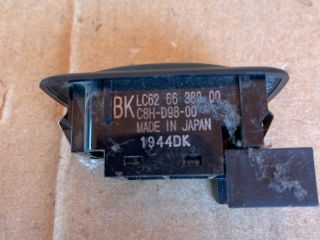 BK LC62 66 380 00
C8H-D98-00
MADE IN JAPAN
1944DK